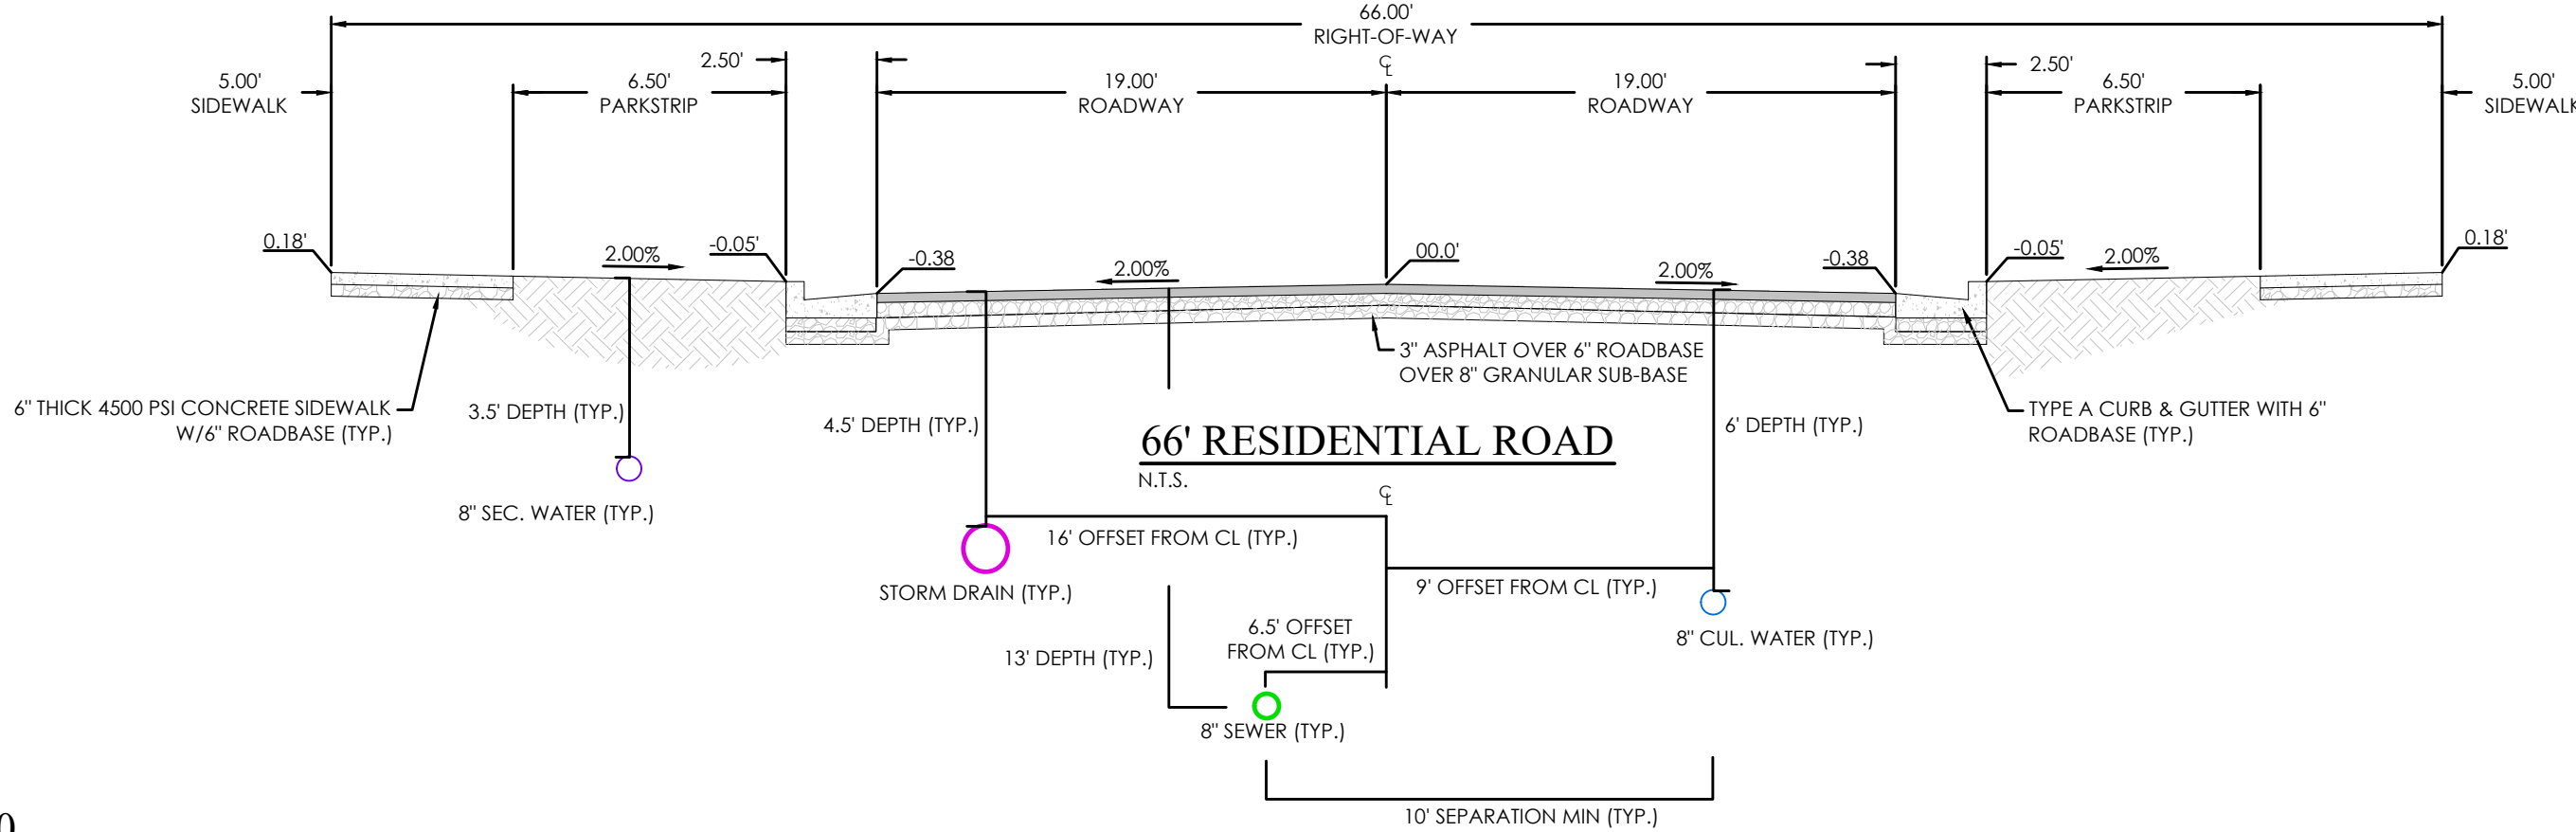 66.00'
RIGHT-OF-WAY
℄
5.00'
SIDEWALK
6.50'
PARKSTRIP
2.50'
19.00'
ROADWAY
19.00'
ROADWAY
2.50'
6.50'
PARKSTRIP
5.00'
SIDEWALK
0.18'
2.00%
-0.05'
-0.38
2.00%
00.0'
2.00%
-0.38
-0.05'
2.00%
0.18'
3" ASPHALT OVER 6" ROADBASE
OVER 8" GRANULAR SUB-BASE
6" THICK 4500 PSI CONCRETE SIDEWALK
W/6" ROADBASE (TYP.)
3.5' DEPTH (TYP.)
4.5' DEPTH (TYP.)
6' DEPTH (TYP.)
TYPE A CURB & GUTTER WITH 6"
ROADBASE (TYP.)
66' RESIDENTIAL ROAD
N.T.S.
℄
8" SEC. WATER (TYP.)
16' OFFSET FROM CL (TYP.)
STORM DRAIN (TYP.)
9' OFFSET FROM CL (TYP.)
6.5' OFFSET
FROM CL (TYP.)
8" CUL. WATER (TYP.)
13' DEPTH (TYP.)
8" SEWER (TYP.)
10' SEPARATION MIN (TYP.)